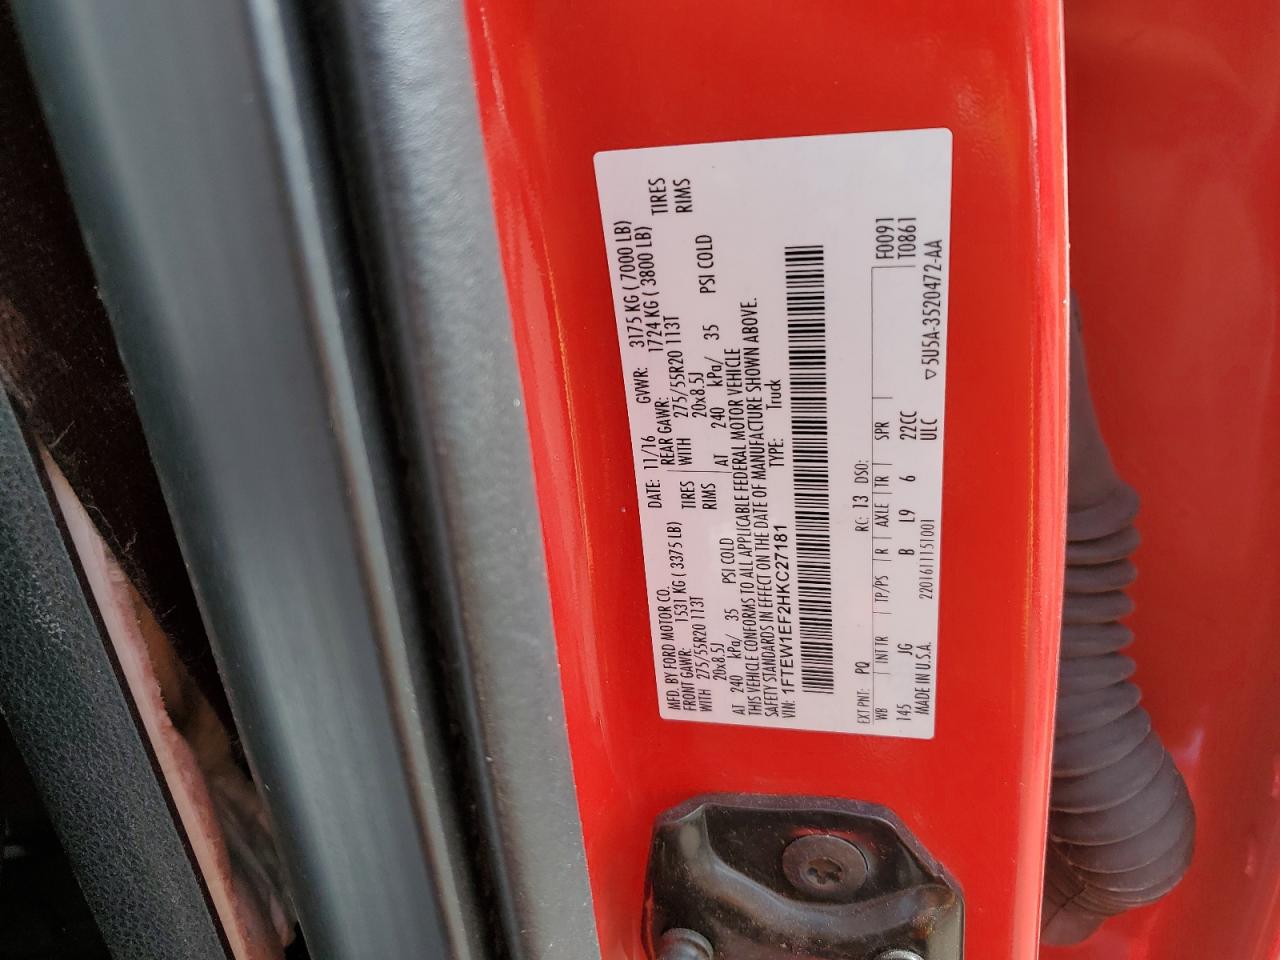 MFD. BY FORD MOTOR CO.
DATE: 11/16 GVWR: 3175 KG ( 7000 LB)
FRONT GAWR: 1531 KG ( 3375 LB) REAR GAWR: 1724 KG ( 3800 LB)
WITH 275/55R20 113T TIRES WITH 275/55R20 113T TIRES
20x8.5J RIMS 20x8.5J RIMS
AT 240 kPa/ 35 PSI COLD AT 240 kPa/ 35 PSI COLD
THIS VEHICLE CONFORMS TO ALL APPLICABLE FEDERAL MOTOR VEHICLE
SAFETY STANDARDS IN EFFECT ON THE DATE OF MANUFACTURE SHOWN ABOVE.
VIN: 1FTEW1EF2HKC27181 TYPE: Truck
EXT PNT: PQ RC: 13 DSO: F0091
WB INT TR TP/PS R AXLE TR SPR T0861
145 JG B L9 6 22CC
MADE IN U.S.A. 2201611151001 ULC 5U5A-3520472-AA